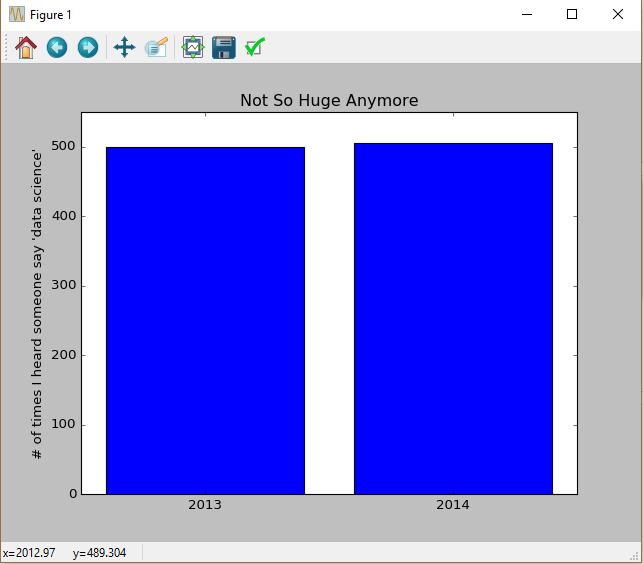 Figure 1
Not So Huge Anymore
# of times I heard someone say 'data science'
500
400
300
200
100
0
2013 2014
x=2012.97 y=489.304